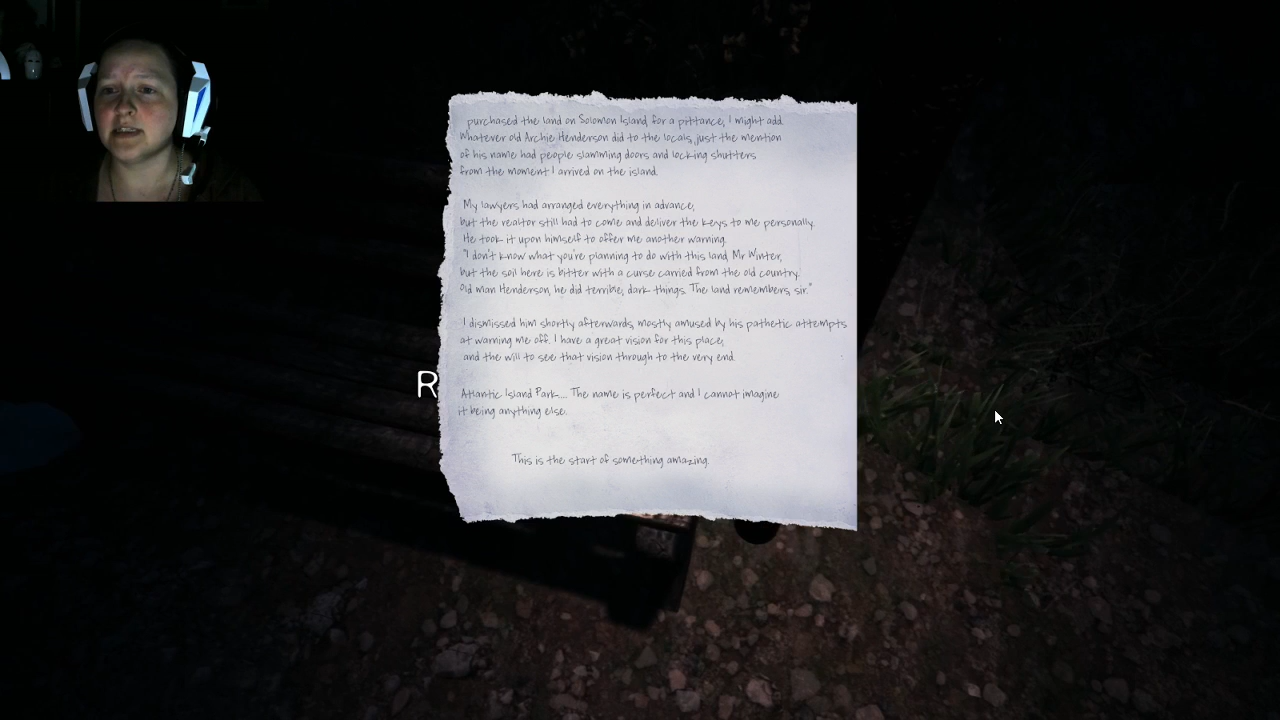 purchased the land on Solomon Island, for a pittance, I might add.
Whatever old Archie Henderson did to the locals, just the mention
of his name had people slamming doors and locking shutters
from the moment I arrived on the island.
My lawyers had arranged everything in advance,
but the realtor still had to come and deliver the keys to me personally.
He took it upon himself to offer me another warning.
"I don't know what you're planning to do with this land, Mr Winter,
but the soil here is bitter with a curse carried from the old country.
Old man Henderson, he did terrible, dark things. The land remembers, sir."
I dismissed him shortly afterwards, mostly amused by his pathetic attempts
at warning me off. I have a great vision for this place,
and the will to see that vision through to the very end.
R
Atlantic Island Park.... The name is perfect and I cannot imagine
it being anything else.
This is the start of something amazing.